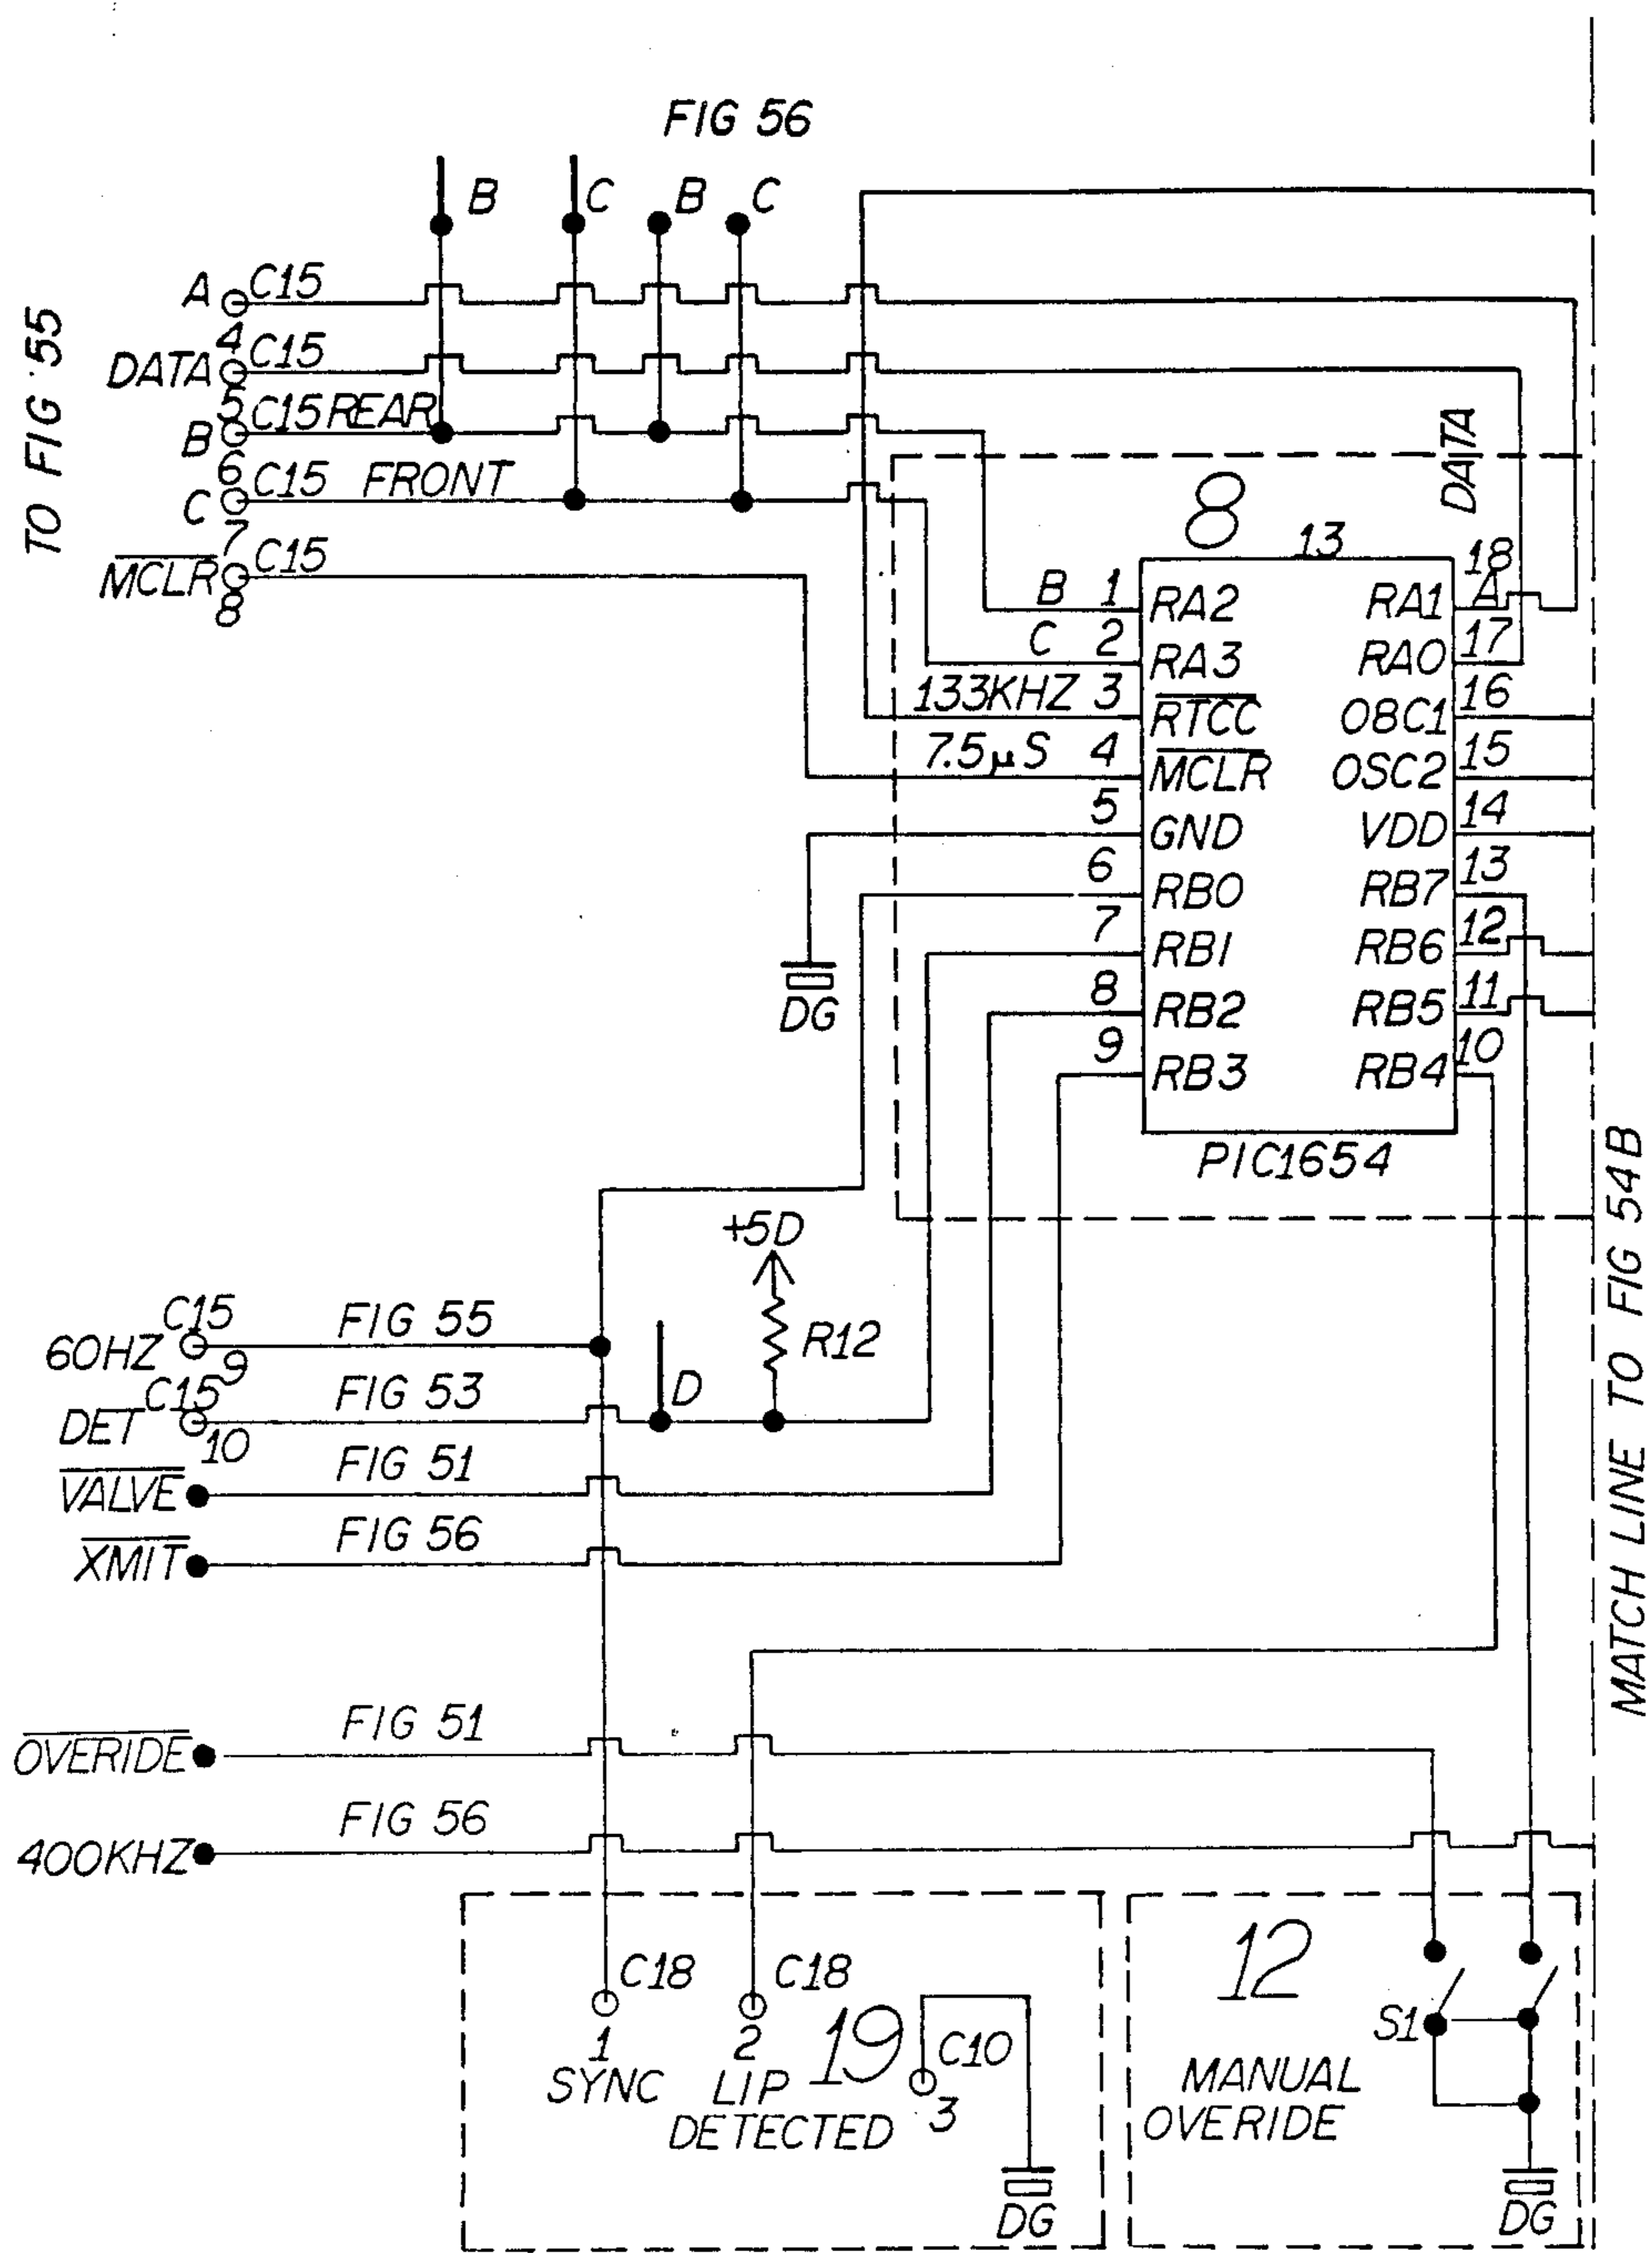 FIG 56
B
C
B
C
TO FIG 55
A C15
4
DATA C15
5
B C15 REAR
6
C C15 FRONT
7
MCLR C15
8
DATA
8
13
B 1 RA2
C 2 RA3
133KHZ 3 RTCC
7.5µS 4 MCLR
5 GND
6 RB0
7 RB1
8 RB2
9 RB3
RA1 18 A
RA0 17
OBC1 16
OSC2 15
VDD 14
RB7 13
RB6 12
RB5 11
RB4 10
PIC1654
DG
+5D
R12
D
60HZ C15 9 FIG 55
DET C15 10 FIG 53
VALVE FIG 51
XMIT FIG 56
OVERIDE FIG 51
400KHZ FIG 56
C18
1
SYNC
C18
2
LIP
DETECTED
19
C10
3
DG
12
S1
MANUAL
OVERIDE
DG
MATCH LINE TO FIG 54B